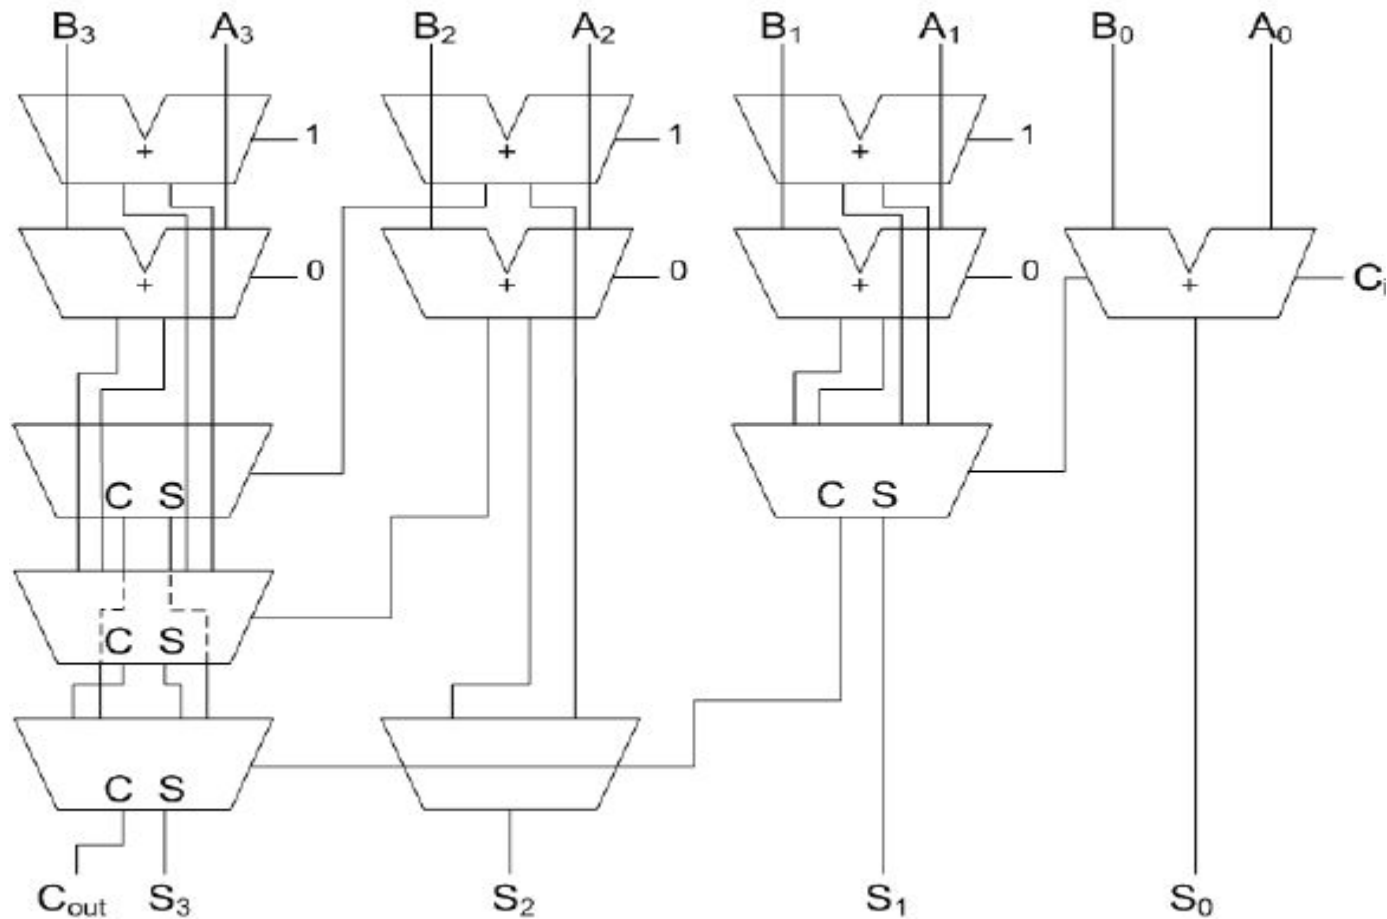 B₃ A₃ B₂ A₂ B₁ A₁ B₀ A₀
1 1 1
+ + +
0 0 0 Cᵢ
+ + + +
C S C S
C S
C S
Cout S₃ S₂ S₁ S₀